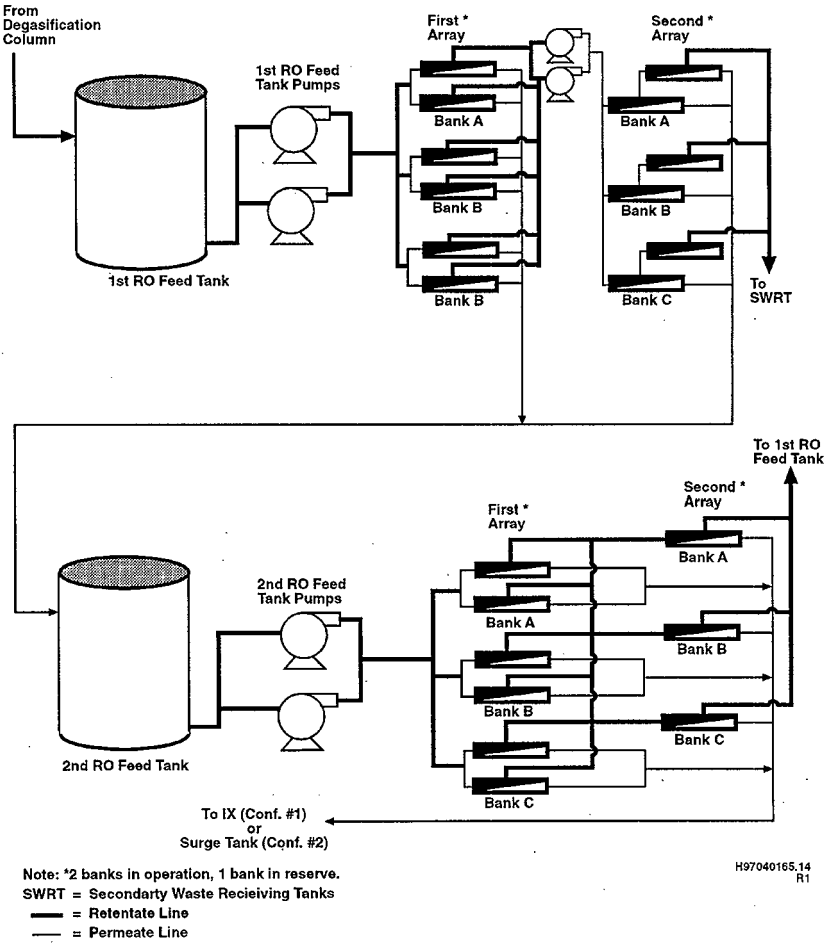 From
Degasification
Column
1st RO Feed
Tank Pumps
First *
Array
Second *
Array
Bank A
Bank A
Bank B
Bank B
Bank B
Bank C
1st RO Feed Tank
To
SWRT
To 1st RO
Feed Tank
Second *
Array
First *
Array
Bank A
2nd RO Feed
Tank Pumps
Bank A
Bank B
Bank B
Bank C
2nd RO Feed Tank
Bank C
To IX (Conf. #1)
or
Surge Tank (Conf. #2)
Note: *2 banks in operation, 1 bank in reserve.
SWRT = Secondarty Waste Recieiving Tanks
= Retentate Line
= Permeate Line
H97040165.14
R1